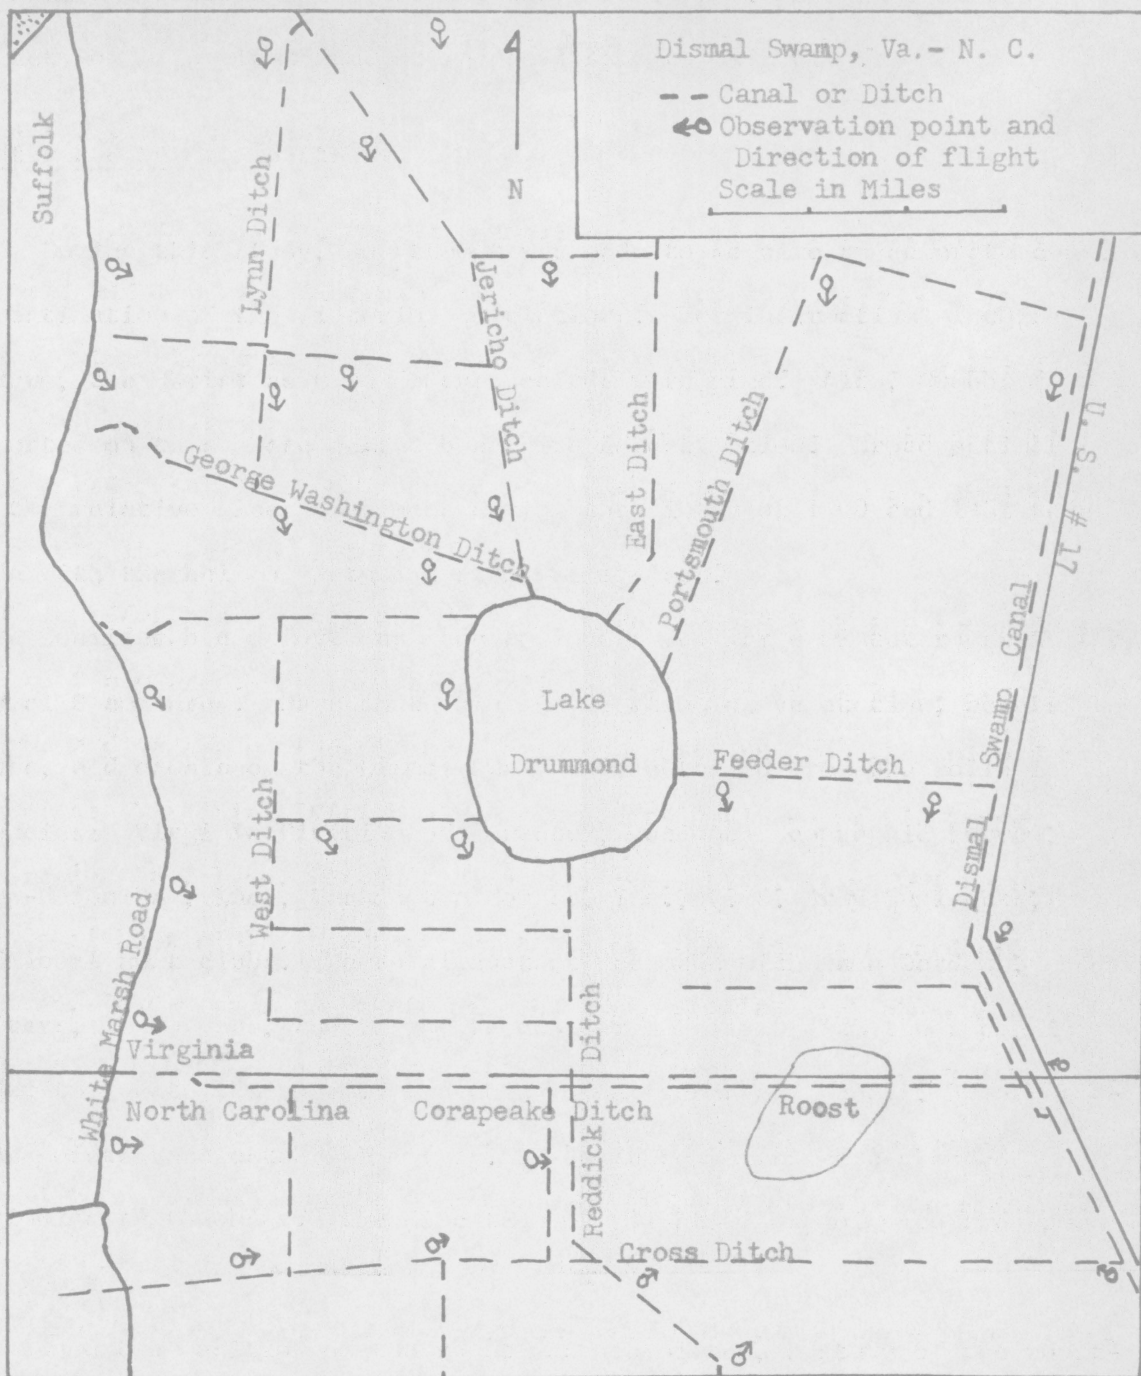 Dismal Swamp, Va.- N. C.
Canal or Ditch
Observation point and
Direction of flight
Scale in Miles
N
Suffolk
Lynn Ditch
Jericho Ditch
East Ditch
Portsmouth Ditch
U. S. # 17
George Washington Ditch
Lake
Drummond
Feeder Ditch
Dismal Swamp Canal
West Ditch
White Marsh Road
Reddick Ditch
Virginia
North Carolina
Corapeake Ditch
Roost
Cross Ditch